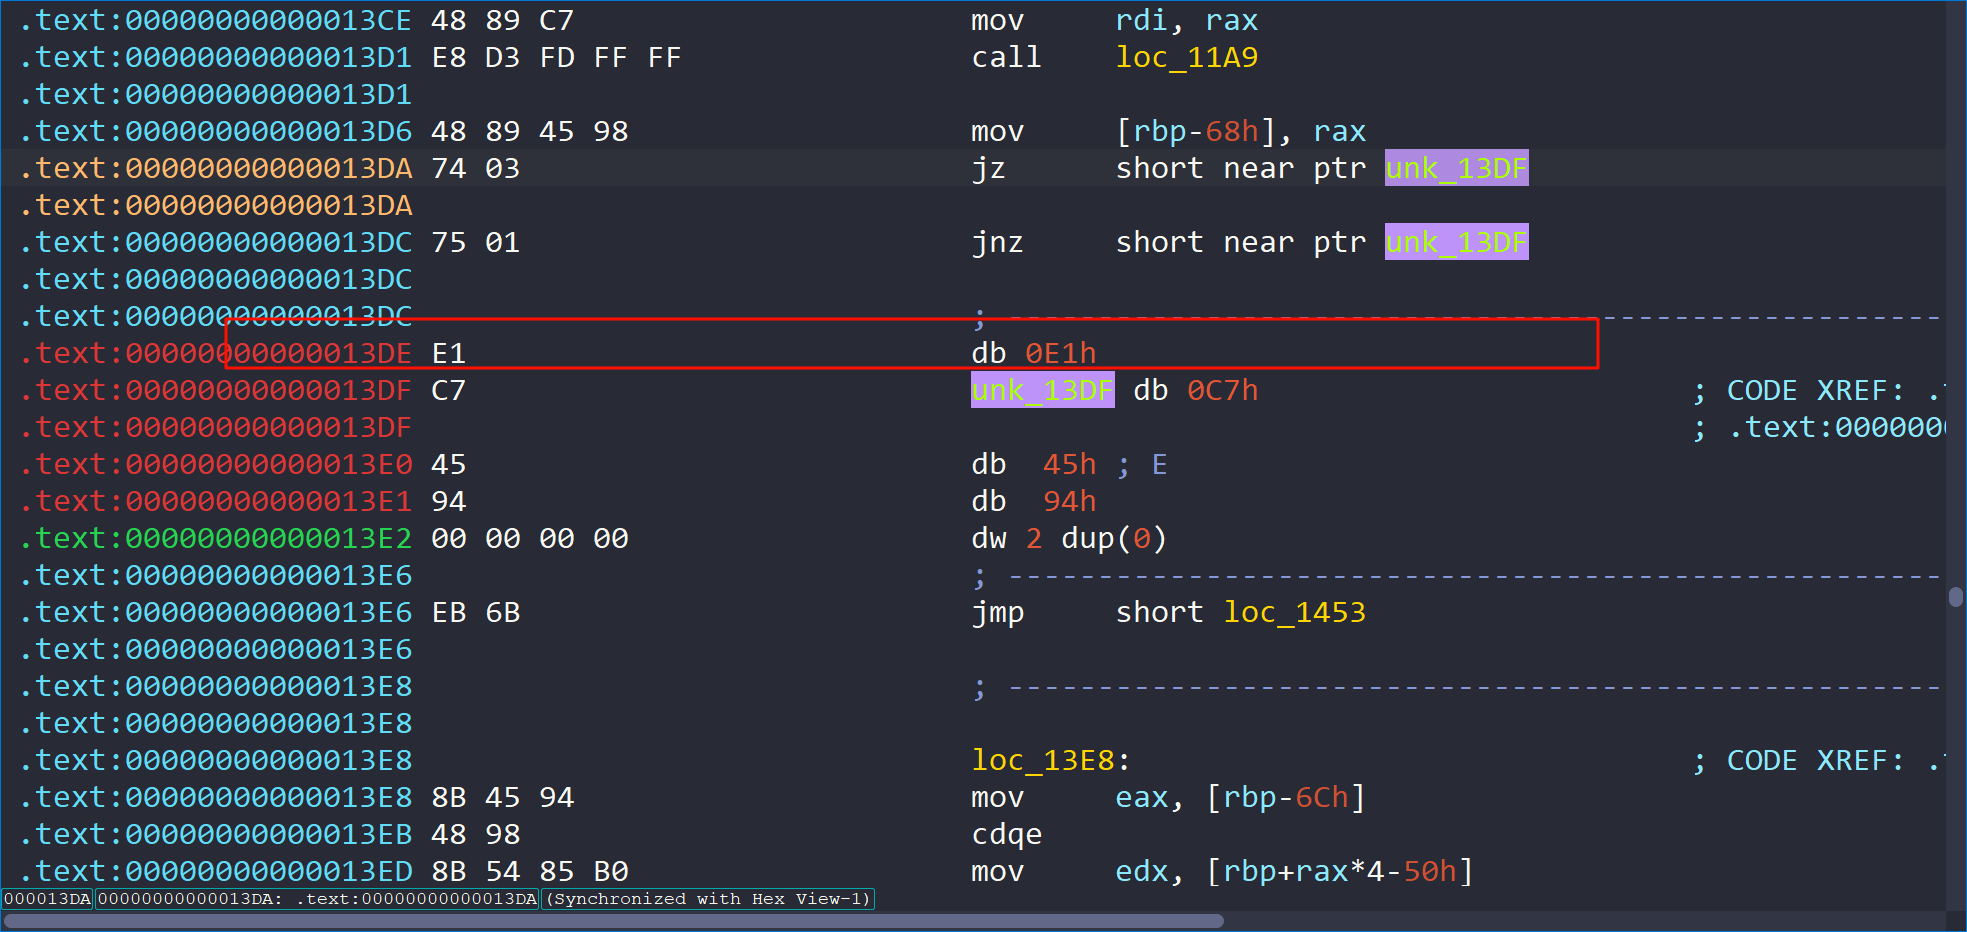 .text:00000000000013CE 48 89 C7 mov rdi, rax
.text:00000000000013D1 E8 D3 FD FF FF call loc_11A9
.text:00000000000013D1
.text:00000000000013D6 48 89 45 98 mov [rbp-68h], rax
.text:00000000000013DA 74 03 jz short near ptr unk_13DF
.text:00000000000013DA
.text:00000000000013DC 75 01 jnz short near ptr unk_13DF
.text:00000000000013DC
.text:00000000000013DC ; ----------------------------------------------------
.text:00000000000013DE E1 db 0E1h
.text:00000000000013DF C7 unk_13DF db 0C7h ; CODE XREF: .
.text:00000000000013DF ; .text:000000
.text:00000000000013E0 45 db 45h ; E
.text:00000000000013E1 94 db 94h
.text:00000000000013E2 00 00 00 00 dw 2 dup(0)
.text:00000000000013E6 ; ----------------------------------------------------
.text:00000000000013E6 EB 6B jmp short loc_1453
.text:00000000000013E6
.text:00000000000013E8 ; ----------------------------------------------------
.text:00000000000013E8
.text:00000000000013E8 loc_13E8: ; CODE XREF: .
.text:00000000000013E8 8B 45 94 mov eax, [rbp-6Ch]
.text:00000000000013EB 48 98 cdqe
.text:00000000000013ED 8B 54 85 B0 mov edx, [rbp+rax*4-50h]
000013DA 00000000000013DA: .text:00000000000013DA (Synchronized with Hex View-1)